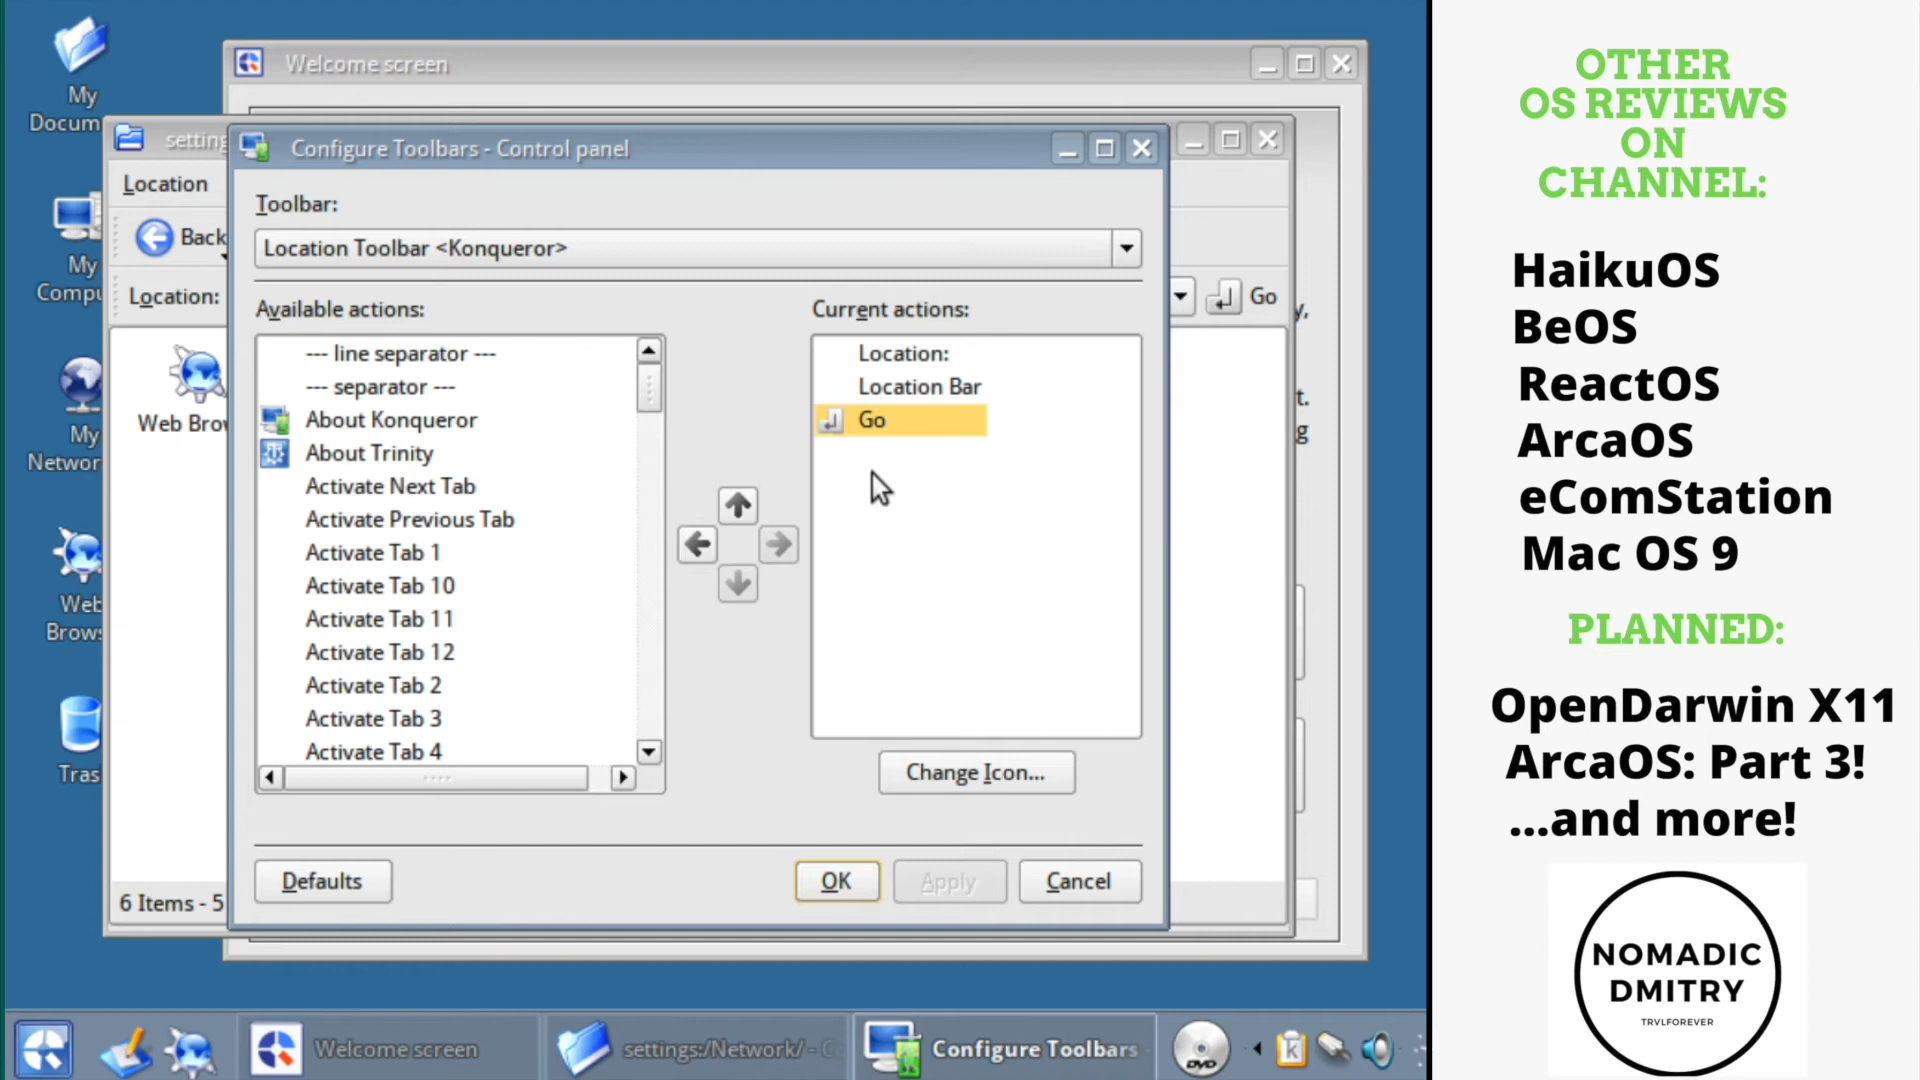 My
Docum
My
Compu
My
Networ
Web
Brows
Tras
Welcome screen
setting
Location
Back
Location:
Web Brov
6 Items - 5
Go
y,
t.
g
Configure Toolbars - Control panel
Toolbar:
Location Toolbar <Konqueror>
Available actions:
--- line separator ---
--- separator ---
About Konqueror
About Trinity
Activate Next Tab
Activate Previous Tab
Activate Tab 1
Activate Tab 10
Activate Tab 11
Activate Tab 12
Activate Tab 2
Activate Tab 3
Activate Tab 4
Current actions:
Location:
Location Bar
Go
Change Icon...
Defaults
OK
Apply
Cancel
Welcome screen
settings:/Network/ - C
Configure Toolbars
DVD
k
OTHER
OS REVIEWS
ON
CHANNEL:
HaikuOS
BeOS
ReactOS
ArcaOS
eComStation
Mac OS 9
PLANNED:
OpenDarwin X11
ArcaOS: Part 3!
...and more!
NOMADIC
DMITRY
TRVLFOREVER